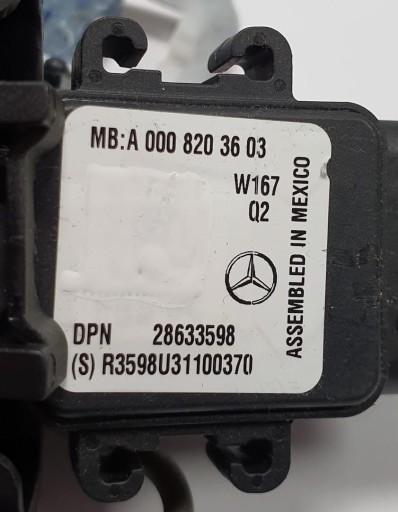 MB:A 000 820 36 03
W167
Q2
ASSEMBLED IN MEXICO
DPN 28633598
(S) R3598U31100370